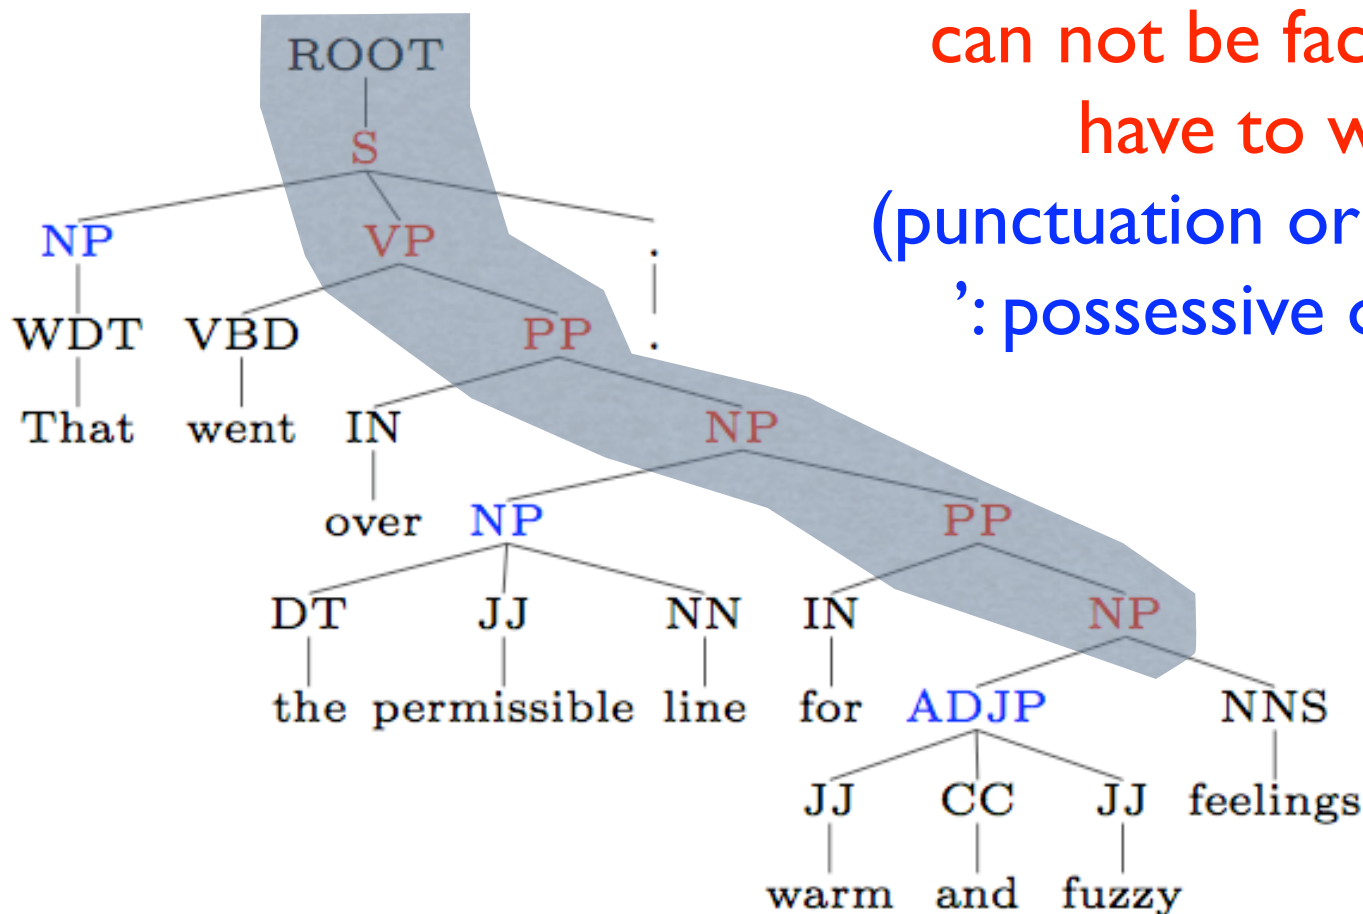 can not be fac
have to w
(punctuation or
’: possessive
ROOT
S
NP VP .
WDT VBD PP .
That went IN NP
over NP PP
DT JJ NN IN NP
the permissible line for ADJP NNS
JJ CC JJ feelings
warm and fuzzy